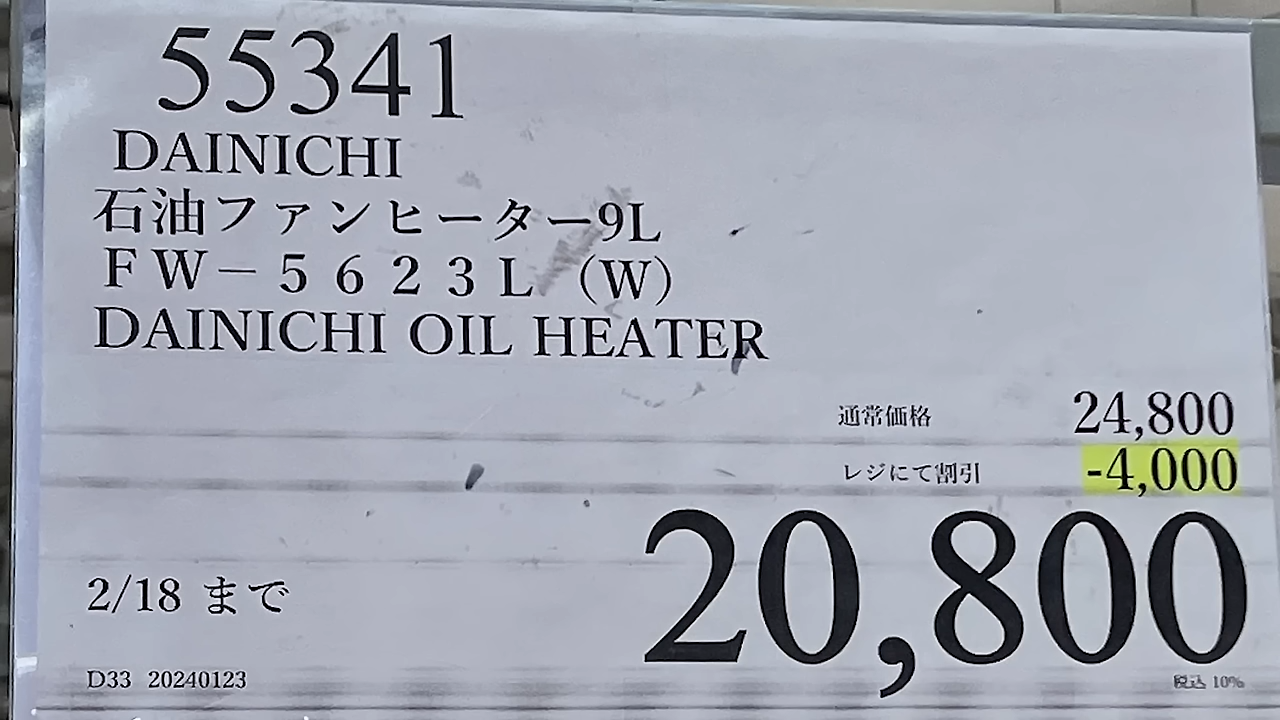 55341
DAINICHI
石油ファンヒーター9L
ＦＷ－５６２３Ｌ（W）
DAINICHI OIL HEATER
通常価格 24,800
レジにて割引 -4,000
20,800
2/18 まで
税込 10%
D33 20240123